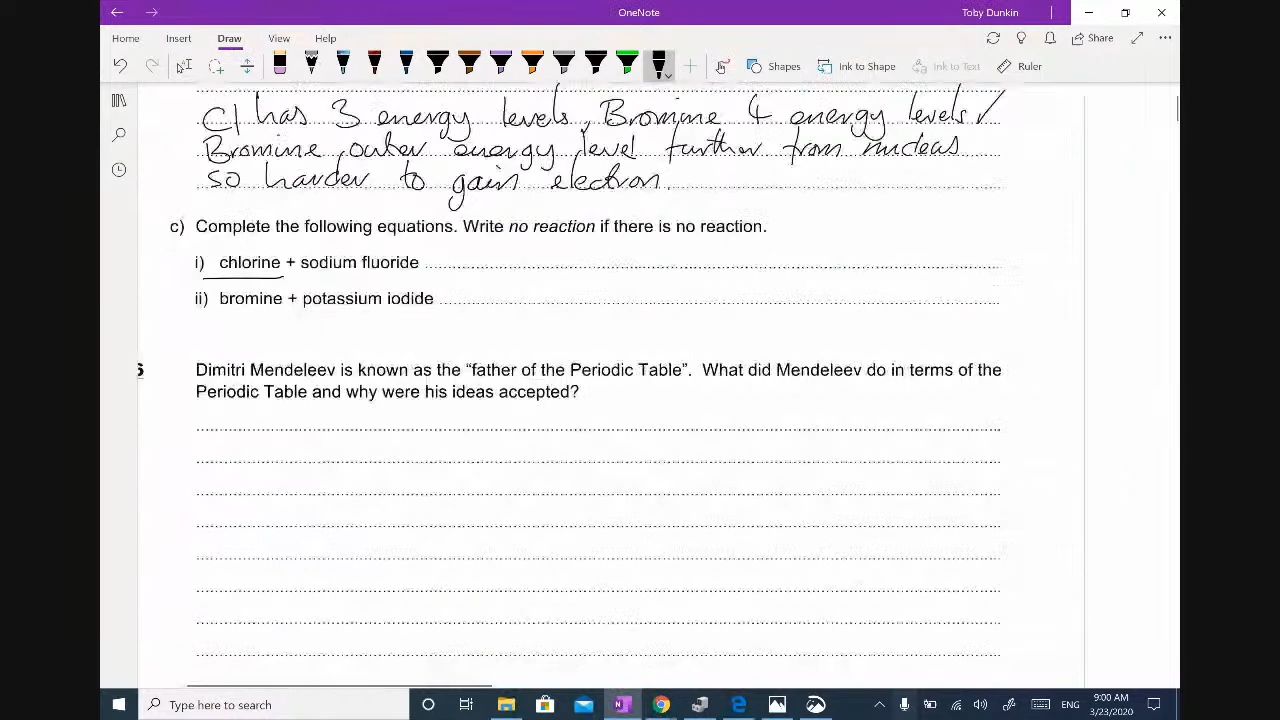 OneNote
Toby Dunkin
Home Insert Draw View Help
Share
Shapes Ink to Shape Ink to Text Ruler
Cl has 3 energy levels, Bromine 4 energy levels /
Bromine outer energy level further from nucleas
so harder to gain electron.
c) Complete the following equations. Write no reaction if there is no reaction.
i) chlorine + sodium fluoride
ii) bromine + potassium iodide
6 Dimitri Mendeleev is known as the “father of the Periodic Table”. What did Mendeleev do in terms of the
Periodic Table and why were his ideas accepted?
Type here to search
ENG
9:00 AM
3/23/2020